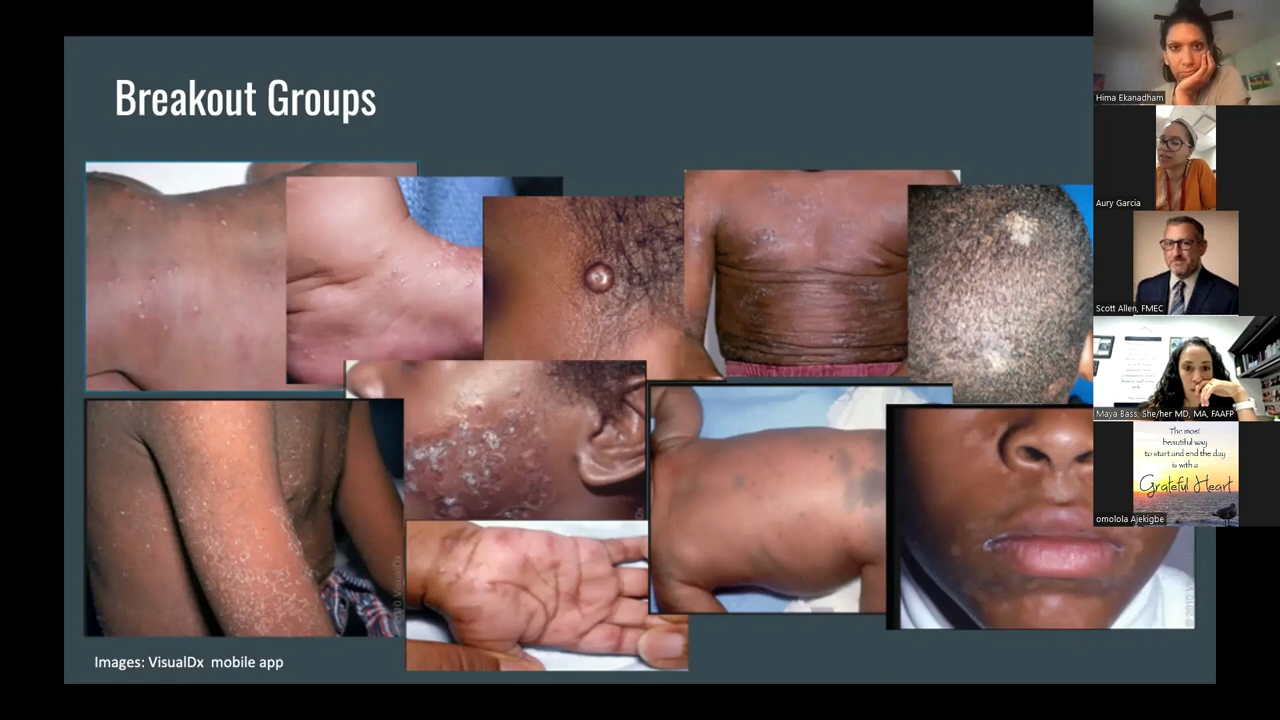 Breakout Groups
Images: VisualDx mobile app
Hima Ekanadham
Aury Garcia
Scott Allen, FMEC
Maya Bass, She/her MD, MA, FAAFP
The most
beautiful way
to start and end the day
is with a
Grateful Heart
omolola Ajekigbe